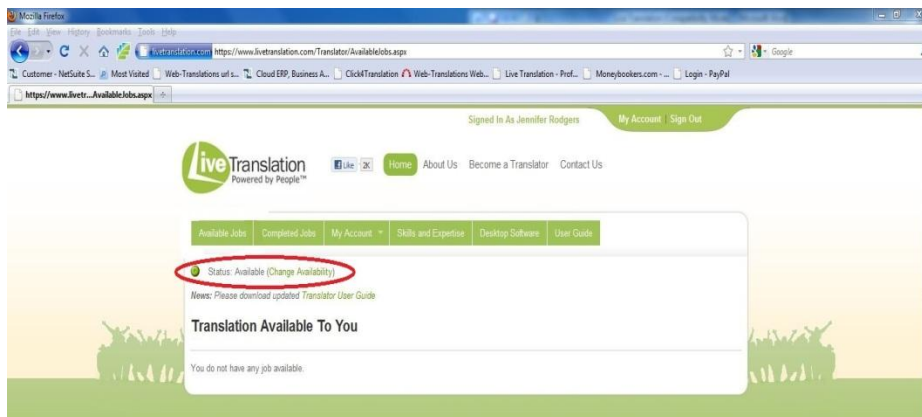 Mozilla Firefox
File Edit View History Bookmarks Tools Help
livetranslation.com https://www.livetranslation.com/Translator/AvailableJobs.aspx
Google
Customer - NetSuite S... Most Visited Web-Translations url s... Cloud ERP, Business A... Click4Translation Web-Translations Web... Live Translation - Prof... Moneybookers.com - ... Login - PayPal
https://www.livetr...AvailableJobs.aspx
Signed In As Jennifer Rodgers My Account | Sign Out
Live Translation
Powered by People™
Like 2K Home About Us Become a Translator Contact Us
Available Jobs Completed Jobs My Account Skills and Expertise Desktop Software User Guide
Status: Available (Change Availability)
News: Please download updated Translator User Guide
Translation Available To You
You do not have any job available.